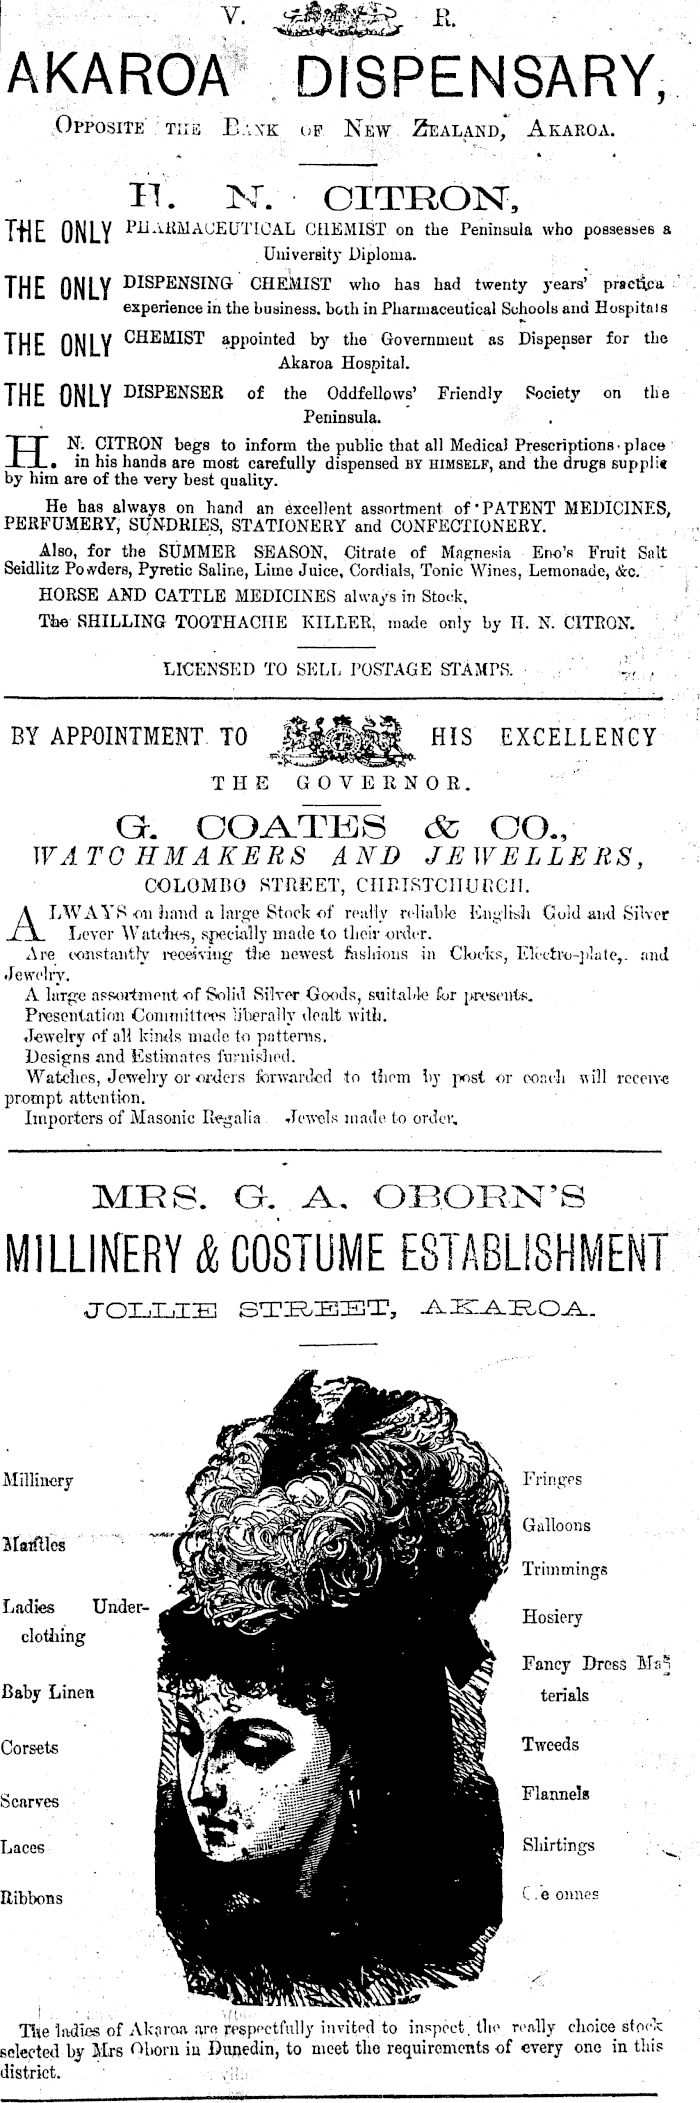 V. R.
AKAROA DISPENSARY,
OPPOSITE THE BANK OF NEW ZEALAND, AKAROA.
H. N. CITRON,
THE ONLY PHARMACEUTICAL CHEMIST on the Peninsula who possesses a
University Diploma.
THE ONLY DISPENSING CHEMIST who has had twenty years' practica
experience in the business, both in Pharmaceutical Schools and Hospitals
THE ONLY CHEMIST appointed by the Government as Dispenser for the
Akaroa Hospital.
THE ONLY DISPENSER of the Oddfellows' Friendly Society on the
Peninsula.
H. N. CITRON begs to inform the public that all Medical Prescriptions place
in his hands are most carefully dispensed BY HIMSELF, and the drugs supplie
by him are of the very best quality.
He has always on hand an excellent assortment of PATENT MEDICINES,
PERFUMERY, SUNDRIES, STATIONERY and CONFECTIONERY.
Also, for the SUMMER SEASON, Citrate of Magnesia Eno's Fruit Salt
Seidlitz Powders, Pyretic Saline, Lime Juice, Cordials, Tonic Wines, Lemonade, &c.
HORSE AND CATTLE MEDICINES always in Stock,
The SHILLING TOOTHACHE KILLER, made only by H. N. CITRON.
LICENSED TO SELL POSTAGE STAMPS.
BY APPOINTMENT TO HIS EXCELLENCY
THE GOVERNOR.
G. COATES & CO.,
WATCHMAKERS AND JEWELLERS,
COLOMBO STREET, CHRISTCHURCH.
ALWAYS on hand a large Stock of really reliable English Gold and Silver
Lever Watches, specially made to their order.
Are constantly receiving the newest fashions in Clocks, Electro-plate, and
Jewelry.
A large assortment of Solid Silver Goods, suitable for presents.
Presentation Committees liberally dealt with.
Jewelry of all kinds made to patterns.
Designs and Estimates furnished.
Watches, Jewelry or orders forwarded to them by post or coach will receive
prompt attention.
Importers of Masonic Regalia Jewels made to order.
MRS. G. A. OBORN'S
MILLINERY & COSTUME ESTABLISHMENT
JOLLIE STREET, AKAROA.
Millinery
Mantles
Ladies Under-
clothing
Baby Linen
Corsets
Scarves
Laces
Ribbons
Fringes
Galloons
Trimmings
Hosiery
Fancy Dress Ma-
terials
Tweeds
Flannels
Shirtings
The ladies of Akaroa are respectfully invited to inspect the really choice stock
selected by Mrs Oborn in Dunedin, to meet the requirements of every one in this
district.